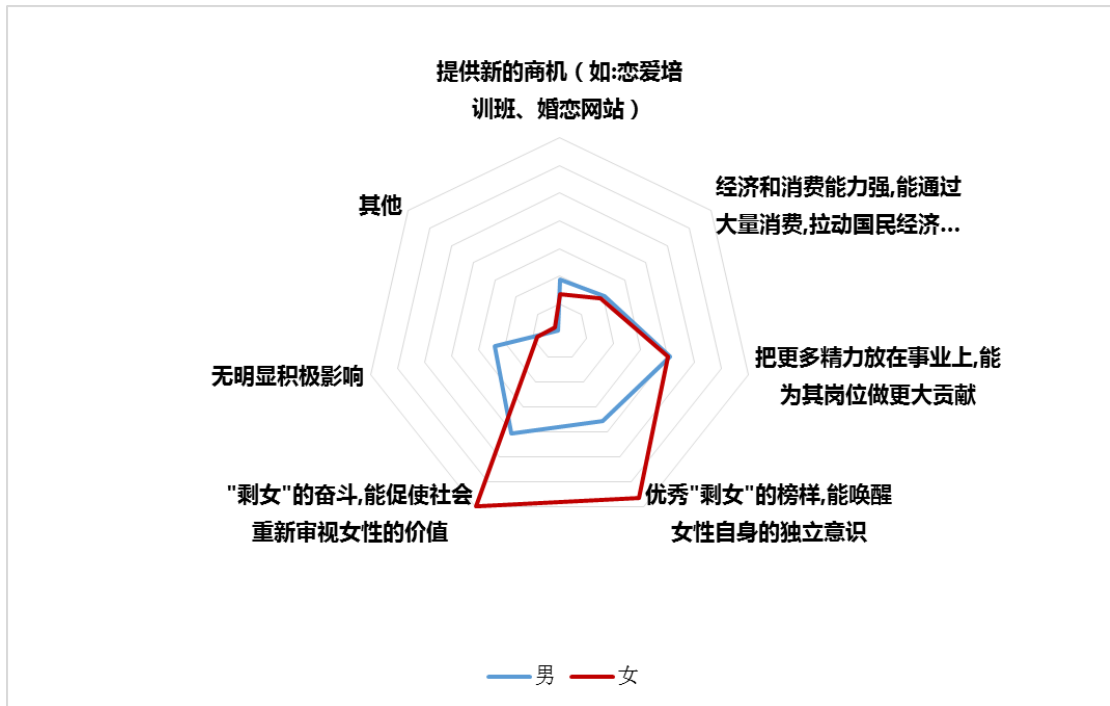 提供新的商机（如:恋爱培
训班、婚恋网站）
经济和消费能力强,能通过
大量消费,拉动国民经济...
其他
把更多精力放在事业上,能
为其岗位做更大贡献
无明显积极影响
"剩女"的奋斗,能促使社会
重新审视女性的价值
优秀"剩女"的榜样,能唤醒
女性自身的独立意识
男 女